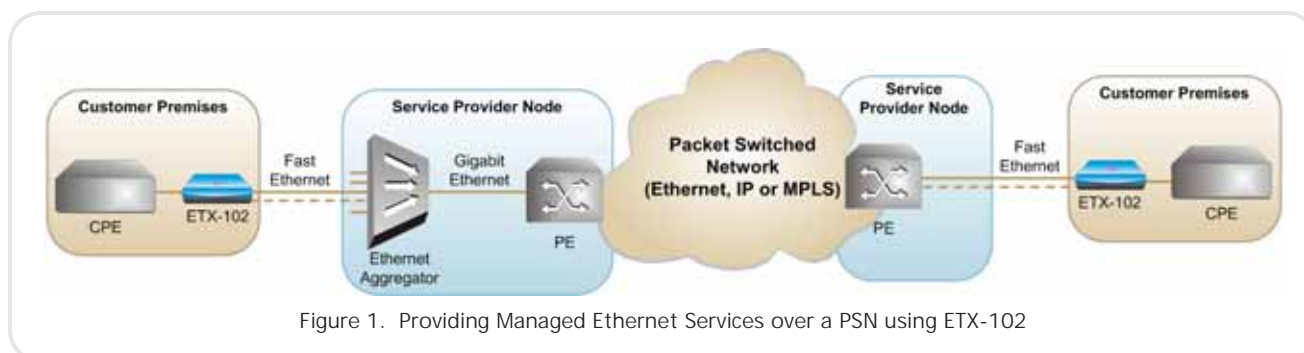 Customer Premises
CPE
ETX-102
Fast
Ethernet
Service Provider Node
Ethernet
Aggregator
Gigabit
Ethernet
PE
Packet Switched
Network
(Ethernet, IP or MPLS)
Service
Provider Node
PE
Fast
Ethernet
Customer Premises
ETX-102
CPE
Figure 1. Providing Managed Ethernet Services over a PSN using ETX-102